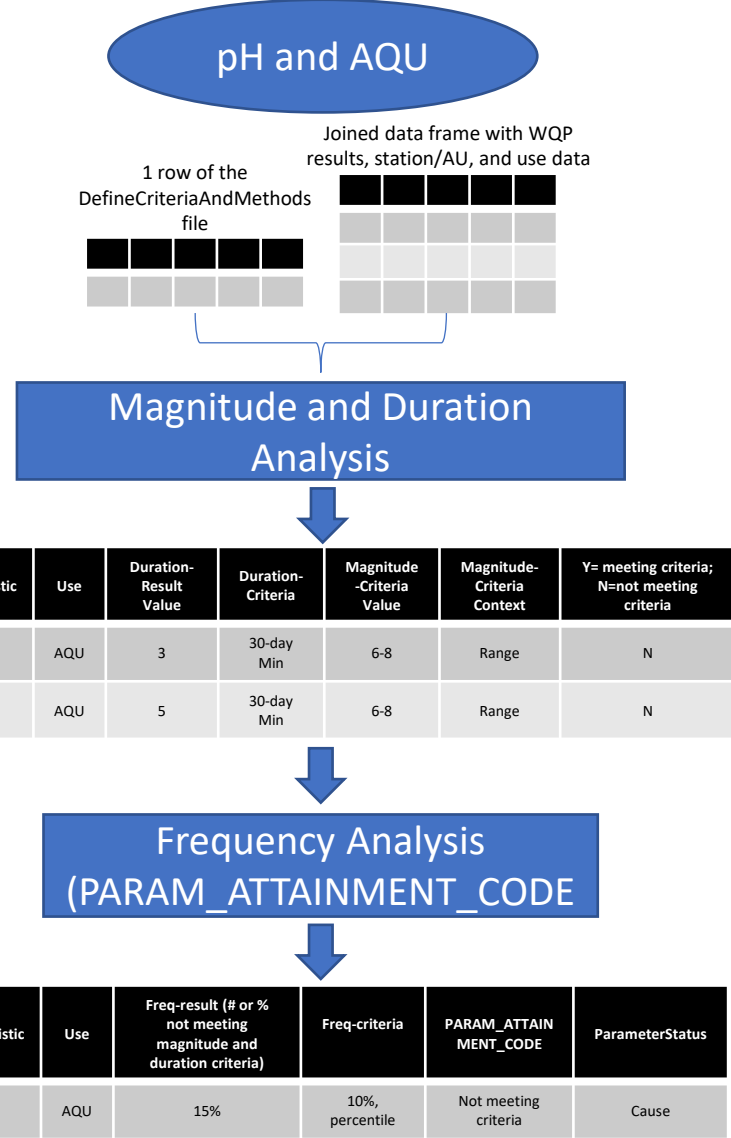 pH and AQU
Joined data frame with WQP
results, station/AU, and use data
1 row of the
DefineCriteriaAndMethods
file
Magnitude and Duration
Analysis
tic Use Duration-Result Value Duration-Criteria Magnitude-Criteria Value Magnitude-Criteria Context Y= meeting criteria; N=not meeting criteria
AQU 3 30-day Min 6-8 Range N
AQU 5 30-day Min 6-8 Range N
Frequency Analysis
(PARAM_ATTAINMENT_CODE
istic Use Freq-result (# or % not meeting magnitude and duration criteria) Freq-criteria PARAM_ATTAINMENT_CODE ParameterStatus
AQU 15% 10%, percentile Not meeting criteria Cause